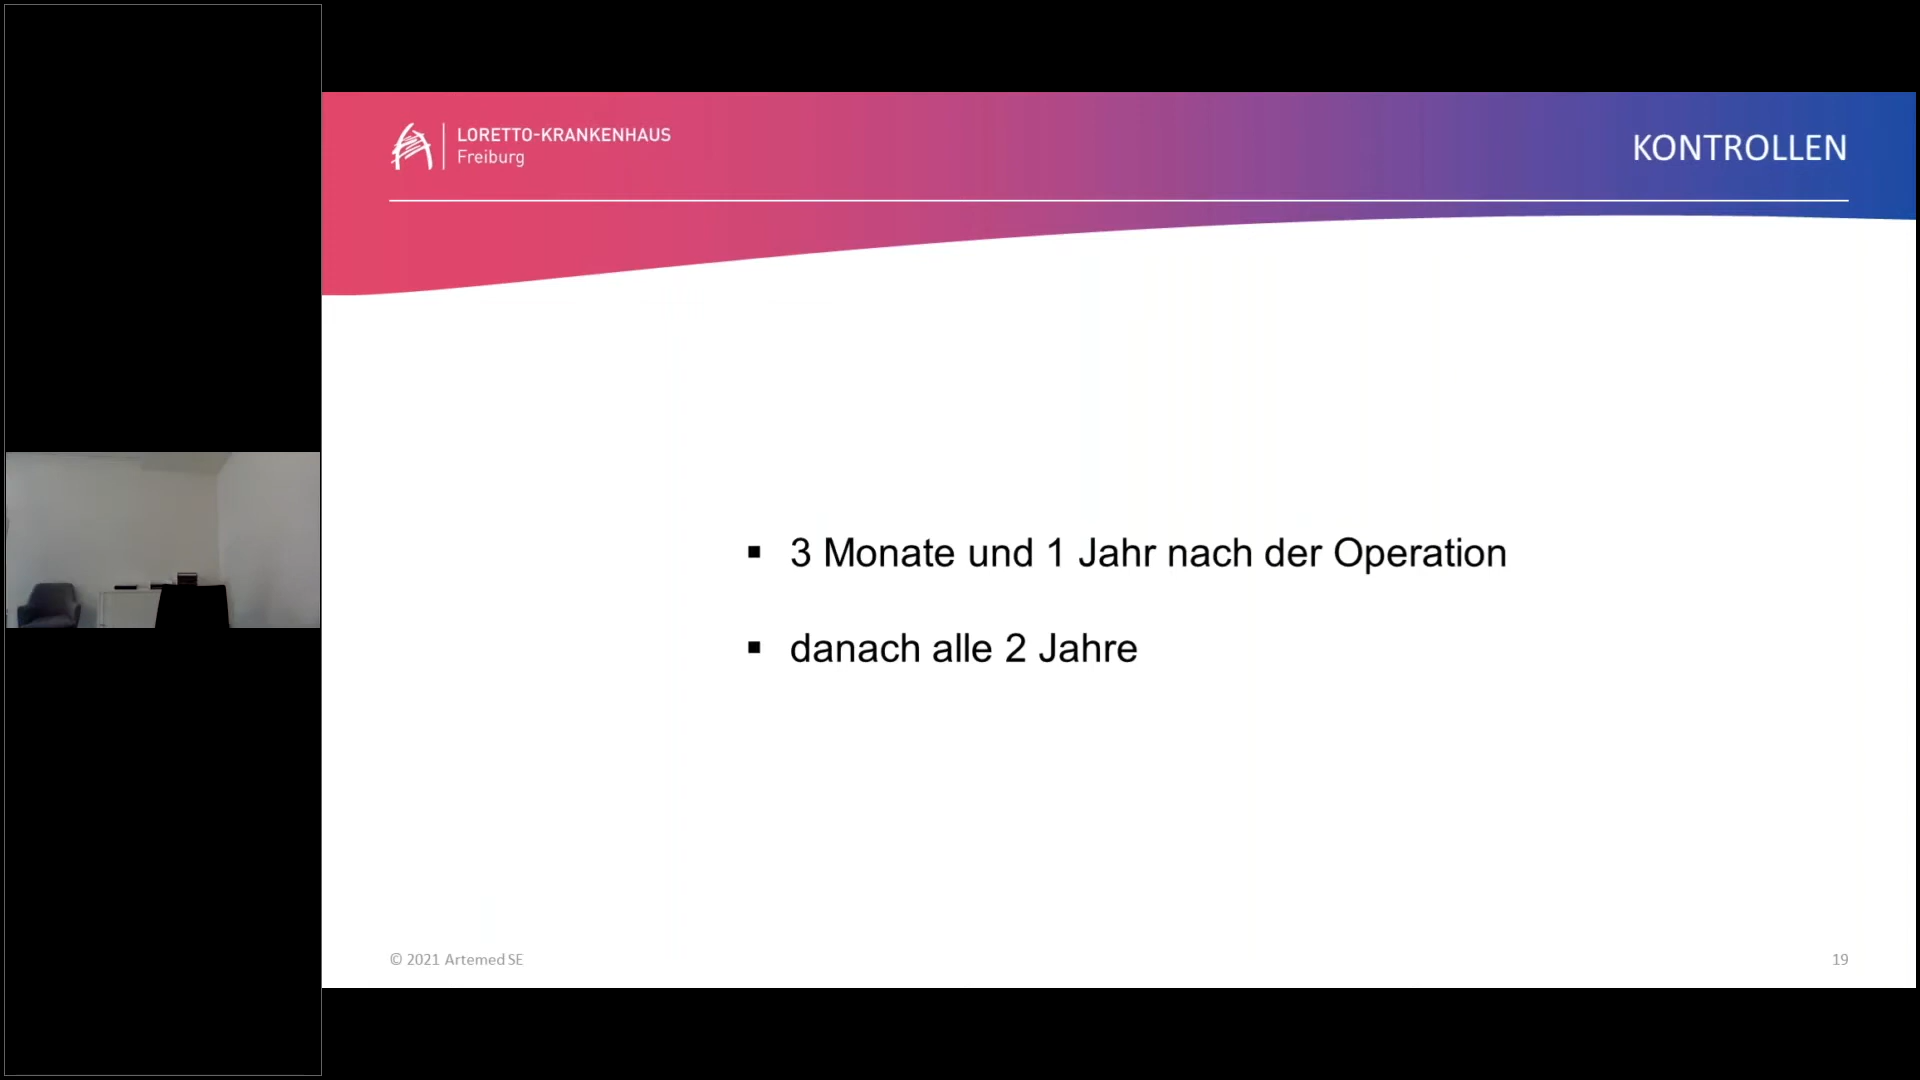 LORETTO-KRANKENHAUS
Freiburg
KONTROLLEN
▪ 3 Monate und 1 Jahr nach der Operation
▪ danach alle 2 Jahre
© 2021 Artemed SE
19